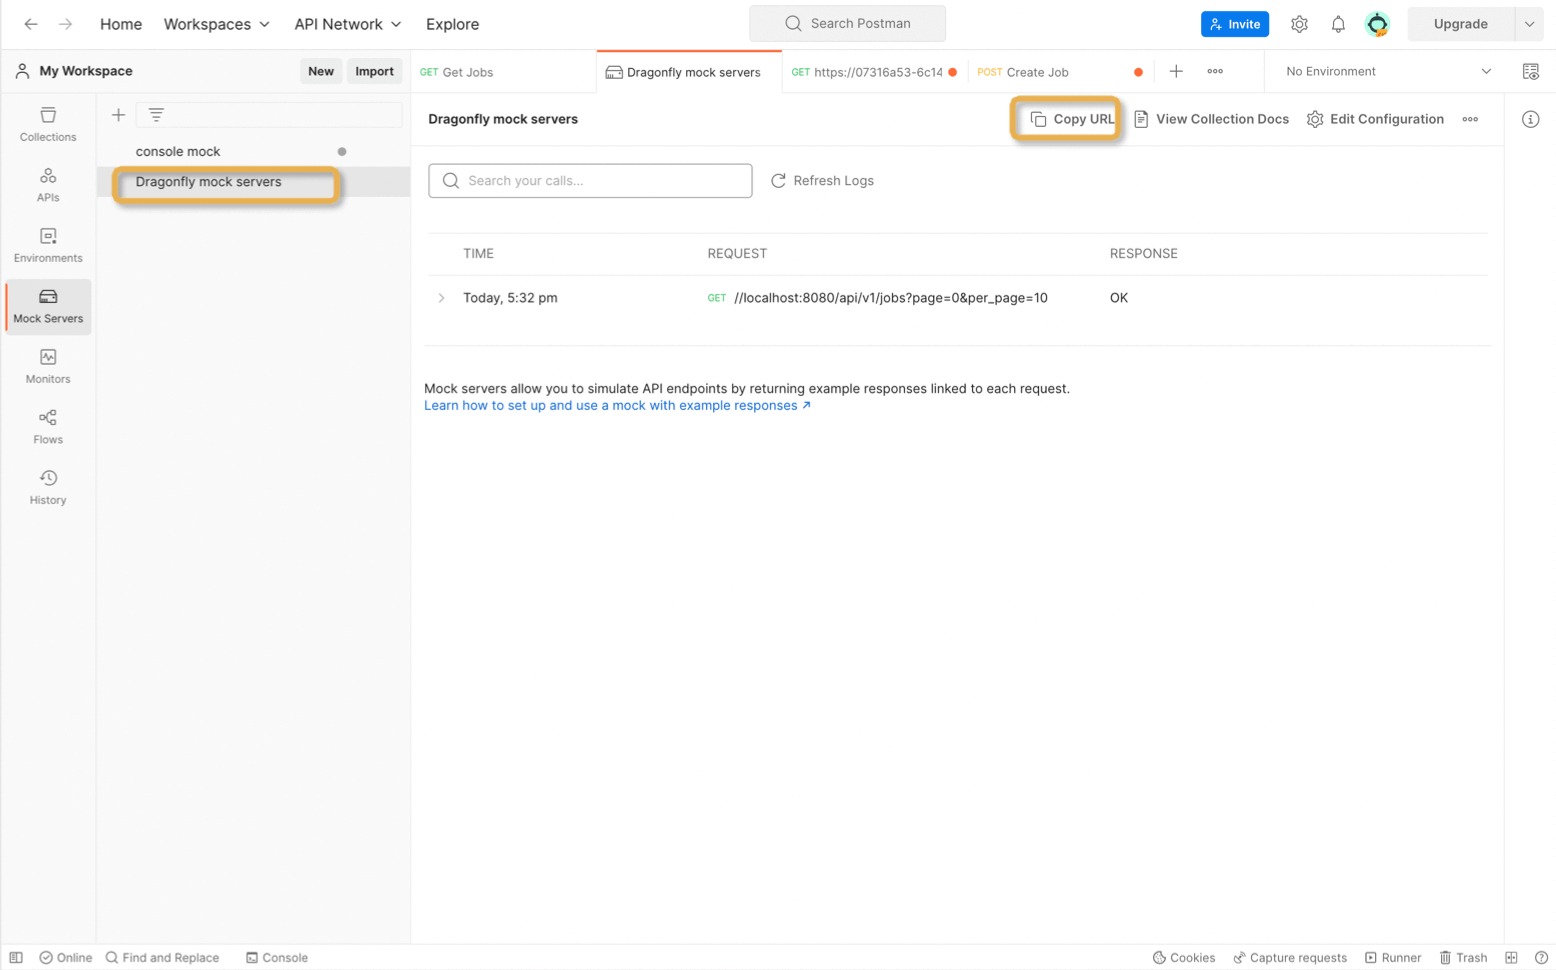 Home Workspaces API Network Explore Search Postman Invite Upgrade
My Workspace New Import GET Get Jobs Dragonfly mock servers GET https://07316a53-6c14 POST Create Job No Environment
Collections
APIs
Environments
Mock Servers
Monitors
Flows
History
console mock
Dragonfly mock servers
Dragonfly mock servers Copy URL View Collection Docs Edit Configuration
Search your calls... Refresh Logs
TIME REQUEST RESPONSE
Today, 5:32 pm GET //localhost:8080/api/v1/jobs?page=0&per_page=10 OK
Mock servers allow you to simulate API endpoints by returning example responses linked to each request.
Learn how to set up and use a mock with example responses ↗
Online Find and Replace Console Cookies Capture requests Runner Trash